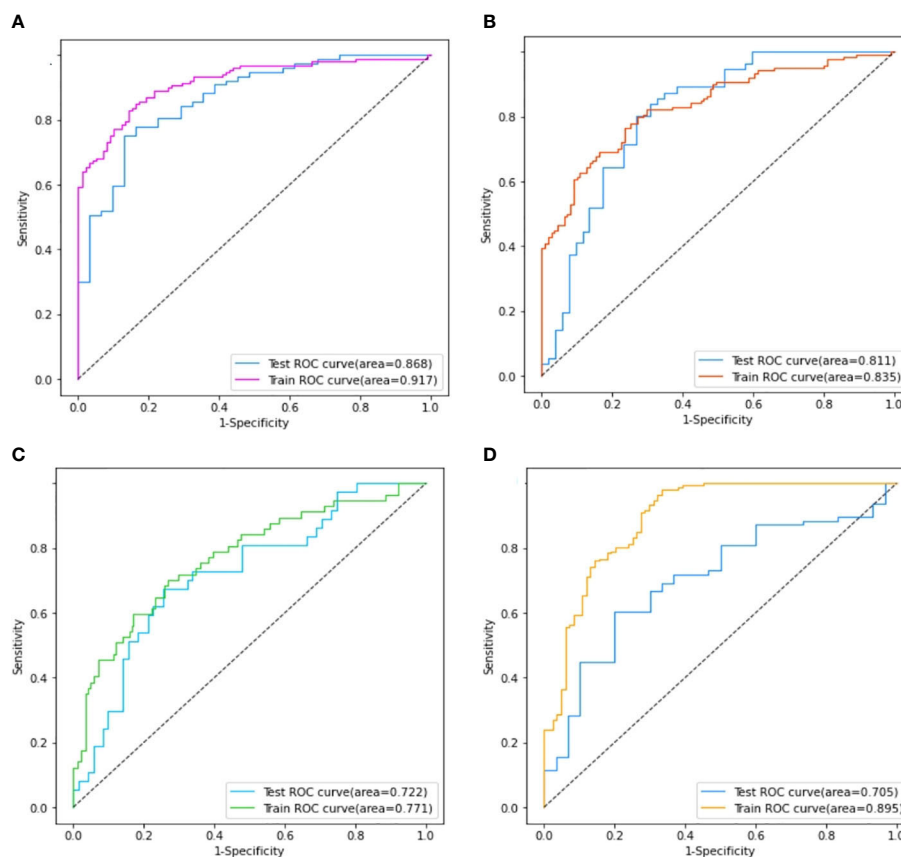 A
1.0
0.8
0.6
0.4
0.2
0.0
Sensitivity
0.0 0.2 0.4 0.6 0.8 1.0
1-Specificity
Test ROC curve(area=0.868)
Train ROC curve(area=0.917)
B
0.8
0.6
0.4
0.2
0.0
Sensitivity
0.0 0.2 0.4 0.6 0.8 1.0
1-Specificity
Test ROC curve(area=0.811)
Train ROC curve(area=0.835)
C
0.8
0.6
0.4
0.2
0.0
Sensitivity
0.0 0.2 0.4 0.6 0.8 1.0
1-Specificity
Test ROC curve(area=0.722)
Train ROC curve(area=0.771)
D
0.8
0.6
0.4
0.2
0.0
Sensitivity
0.0 0.2 0.4 0.6 0.8 1.0
1-Specificity
Test ROC curve(area=0.705)
Train ROC curve(area=0.895)